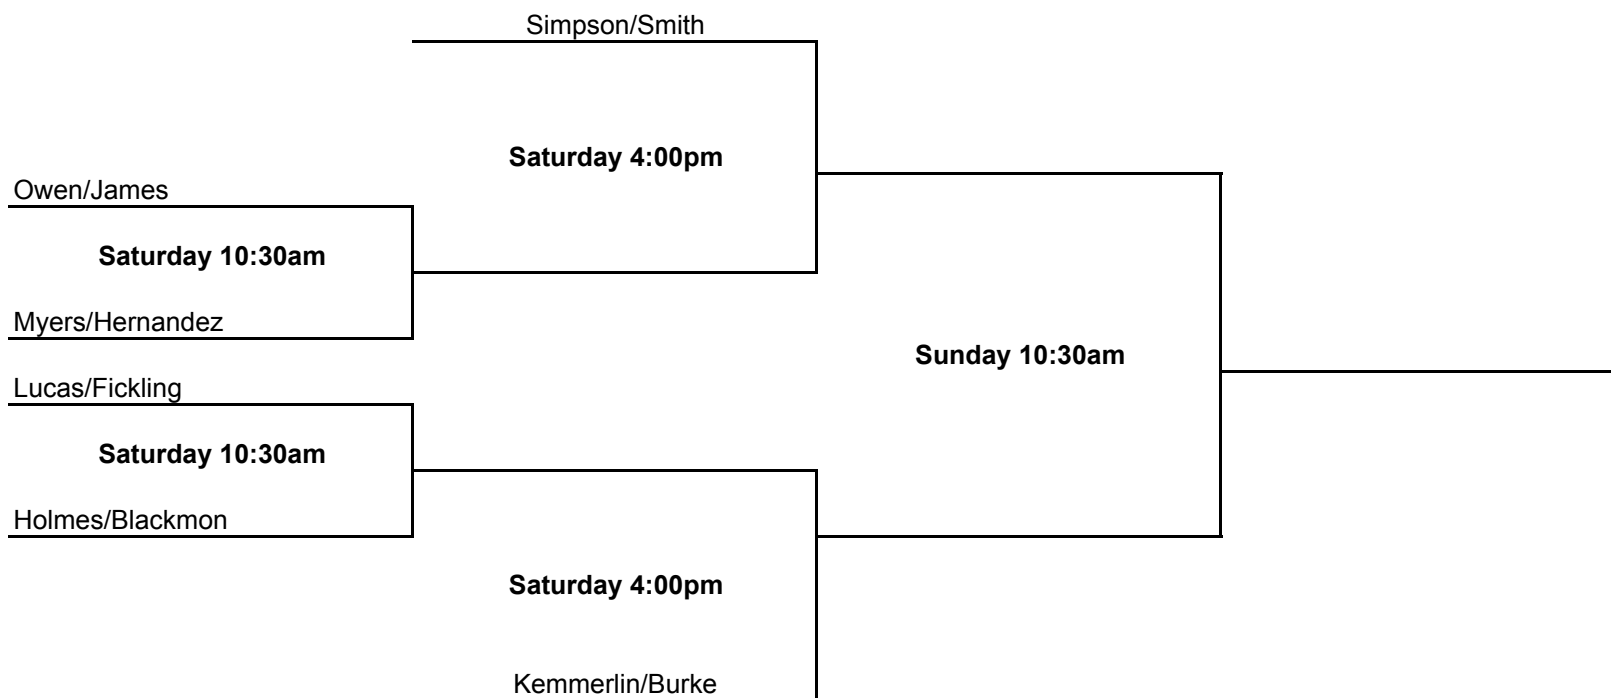 Simpson/Smith
Saturday 4:00pm
Owen/James
Saturday 10:30am
Myers/Hernandez
Sunday 10:30am
Lucas/Fickling
Saturday 10:30am
Holmes/Blackmon
Saturday 4:00pm
Kemmerlin/Burke